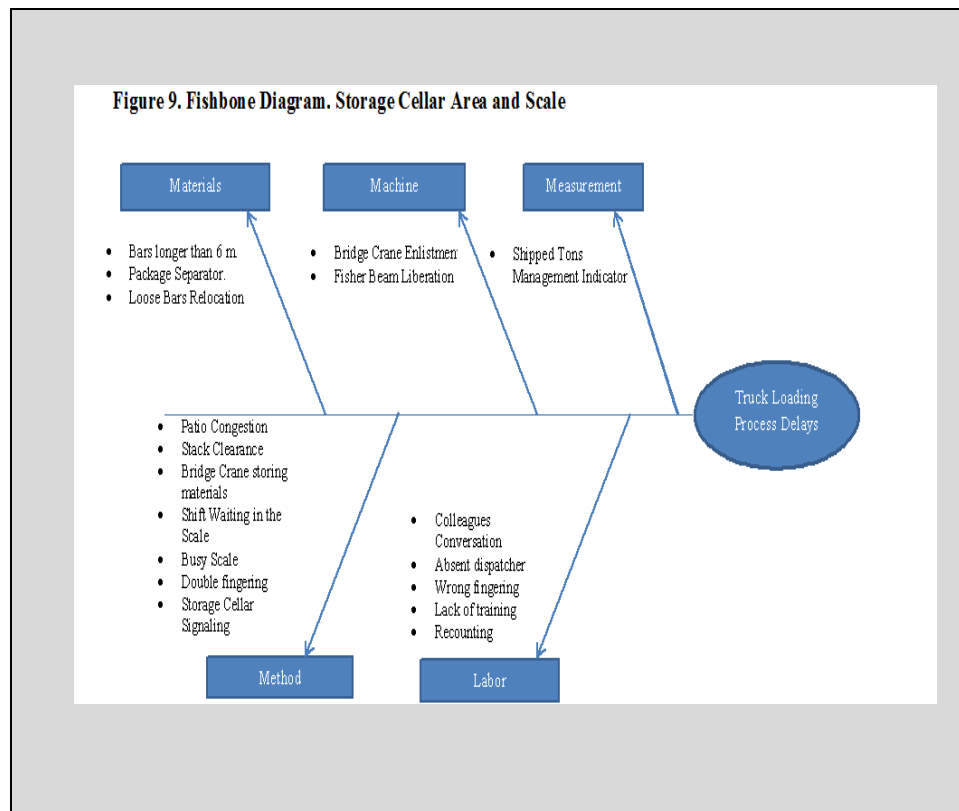 Figure 9. Fishbone Diagram. Storage Cellar Area and Scale
Materials
Machine
Measurement
• Bars longer than 6 m.
• Package Separator.
• Loose Bars Relocation
• Bridge Crane Enlistmen
• Fisher Beam Liberation
• Shipped Tons
Management Indicator
Truck Loading
Process Delays
• Patio Congestion
• Stack Clearance
• Bridge Crane storing
materials
• Shift Waiting in the
Scale
• Busy Scale
• Double fingering
• Storage Cellar
Signaling
• Colleagues
Conversation
• Absent dispatcher
• Wrong fingering
• Lack of training
• Recounting
Method
Labor